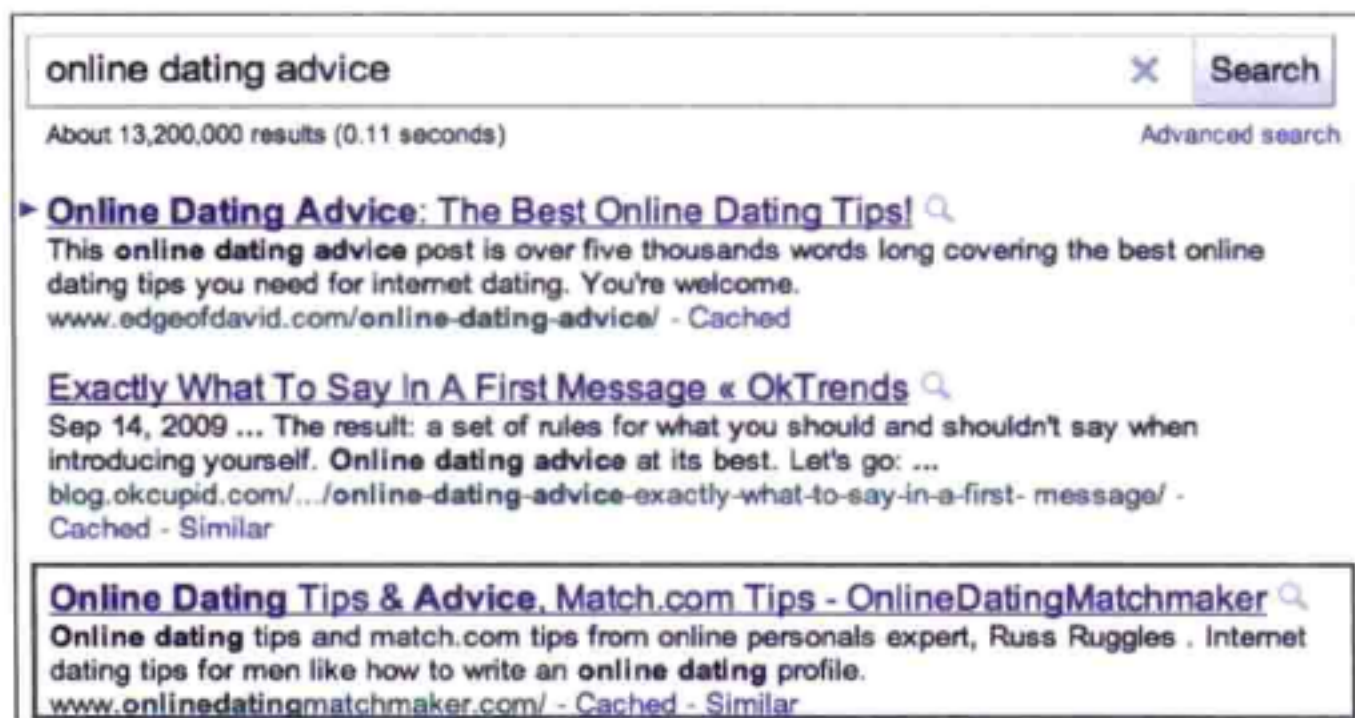 online dating advice × Search
About 13,200,000 results (0.11 seconds) Advanced search
Online Dating Advice: The Best Online Dating Tips!
This online dating advice post is over five thousands words long covering the best online
dating tips you need for internet dating. You're welcome.
www.edgeofdavid.com/online-dating-advice/ - Cached
Exactly What To Say In A First Message « OkTrends
Sep 14, 2009 ... The result: a set of rules for what you should and shouldn't say when
introducing yourself. Online dating advice at its best. Let's go: ...
blog.okcupid.com/.../online-dating-advice-exactly-what-to-say-in-a-first- message/ -
Cached - Similar
Online Dating Tips & Advice, Match.com Tips - OnlineDatingMatchmaker
Online dating tips and match.com tips from online personals expert, Russ Ruggles . Internet
dating tips for men like how to write an online dating profile.
www.onlinedatingmatchmaker.com/ - Cached - Similar